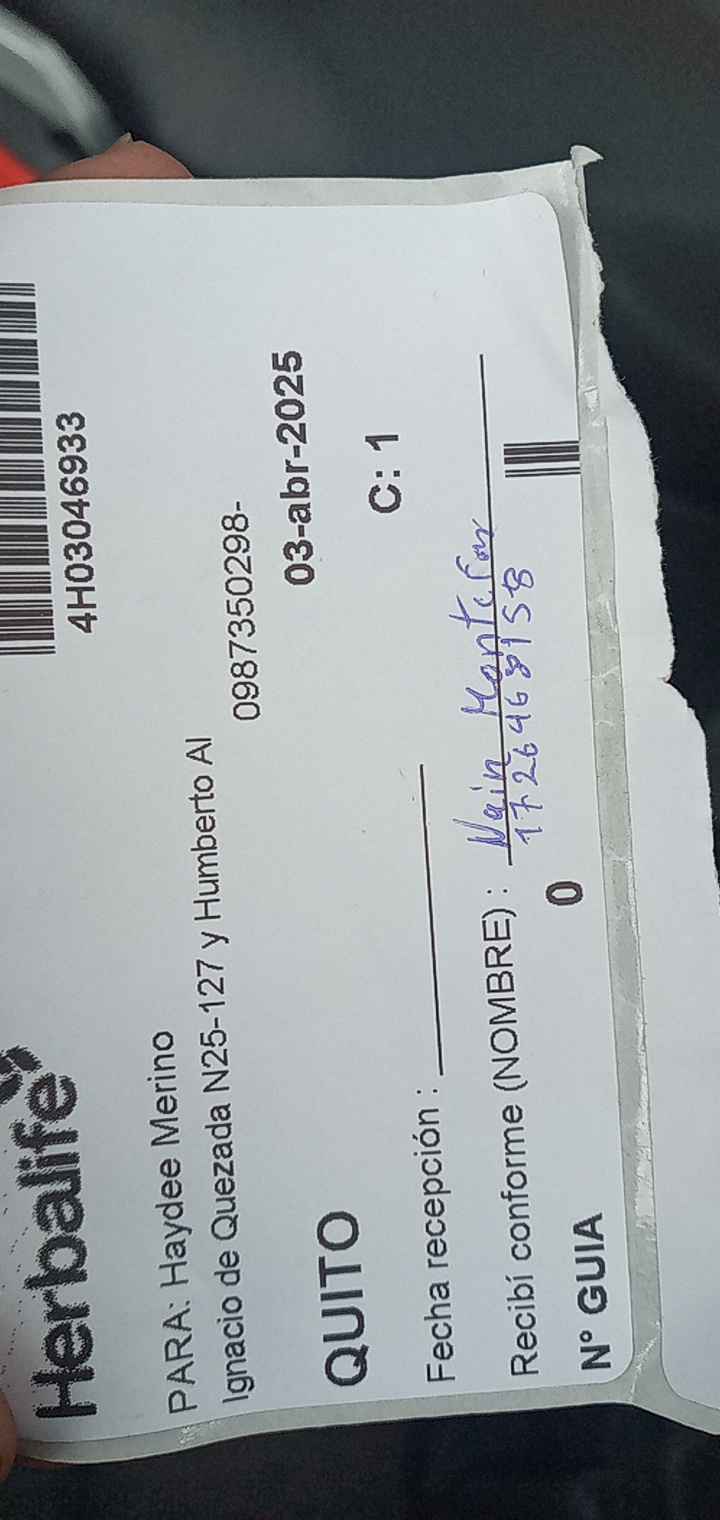 Herbalife
4H03046933
PARA: Haydee Merino
Ignacio de Quezada N25-127 y Humberto Al
0987350298-
03-abr-2025
QUITO C: 1
Fecha recepción : 
Recibí conforme (NOMBRE) : Nain
1726468158
N° GUIA 0